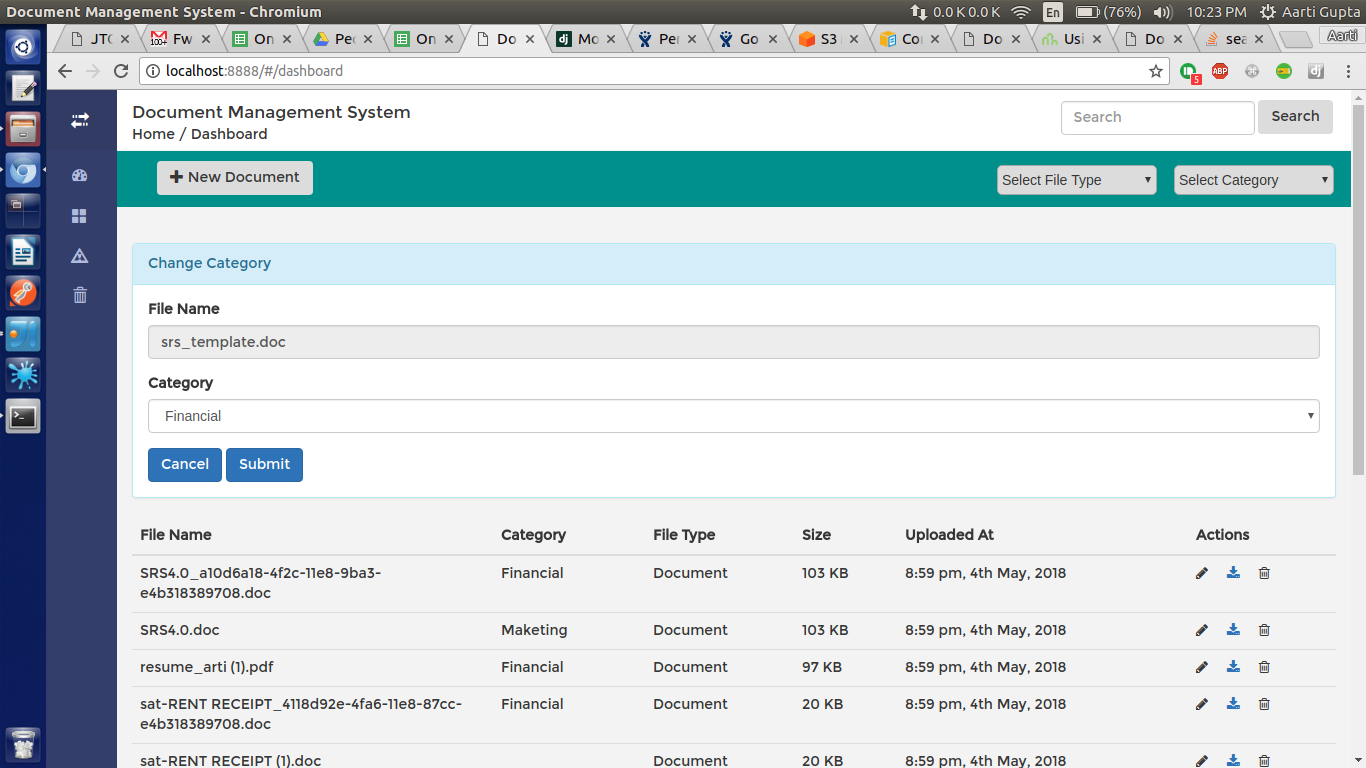 Document Management System - Chromium
0.0 K 0.0 K En (76%) 10:23 PM Aarti Gupta
JTC Fw On Pec On Do Mo Per Go S3 Cor Do Usi Do sea Aarti
localhost:8888/#/dashboard 5 ABP dj
Document Management System
Home / Dashboard
Search Search
New Document Select File Type Select Category
Change Category
File Name
srs_template.doc
Category
Financial
Cancel Submit
File Name Category File Type Size Uploaded At Actions
SRS4.0_a10d6a18-4f2c-11e8-9ba3-
e4b318389708.doc Financial Document 103 KB 8:59 pm, 4th May, 2018
SRS4.0.doc Maketing Document 103 KB 8:59 pm, 4th May, 2018
resume_arti (1).pdf Financial Document 97 KB 8:59 pm, 4th May, 2018
sat-RENT RECEIPT_4118d92e-4fa6-11e8-87cc-
e4b318389708.doc Financial Document 20 KB 8:59 pm, 4th May, 2018
sat-RENT RECEIPT (1).doc Document 20 KB 8:59 pm, 4th May, 2018